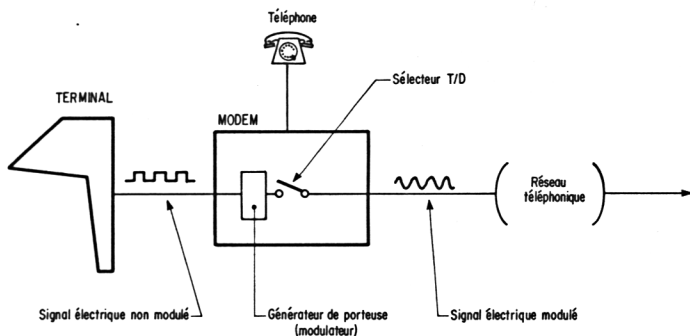 Téléphone
Sélecteur T/D
TERMINAL
MODEM
Réseau
téléphonique
Signal électrique non modulé
Générateur de porteuse
(modulateur)
Signal électrique modulé